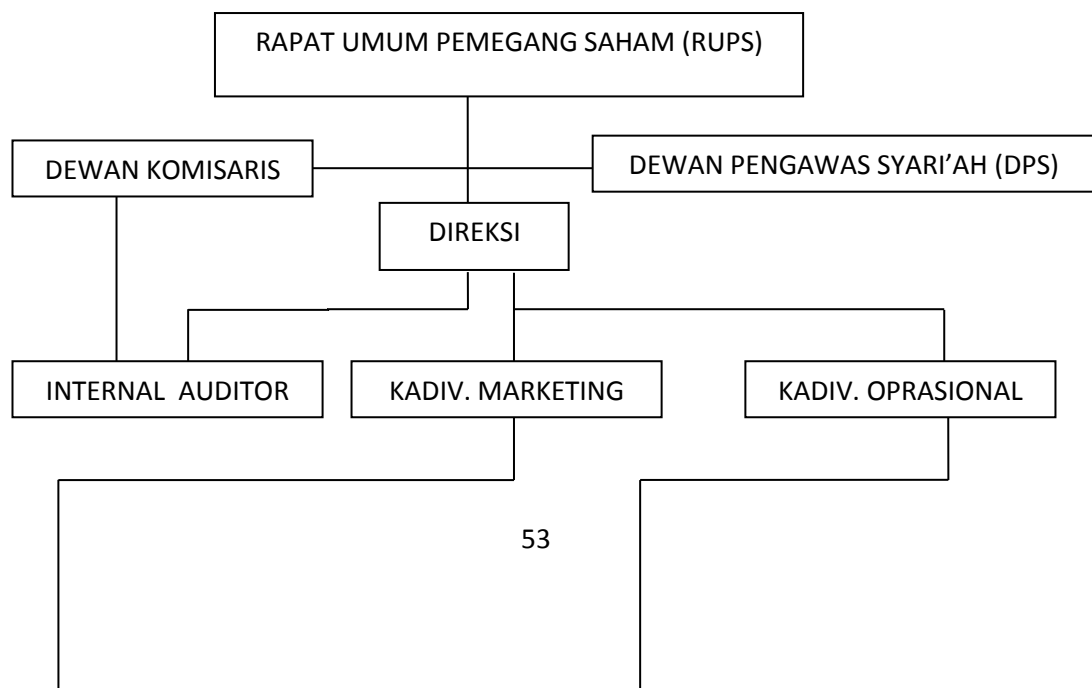 RAPAT UMUM PEMEGANG SAHAM (RUPS)
DEWAN KOMISARIS
DEWAN PENGAWAS SYARI'AH (DPS)
DIREKSI
INTERNAL AUDITOR
KADIV. MARKETING
KADIV. OPRASIONAL
53